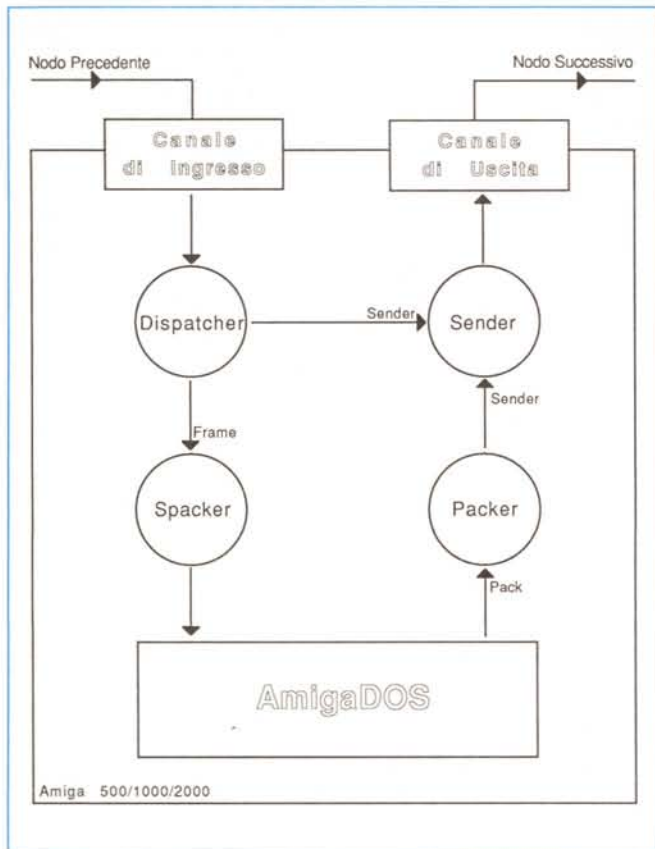 Nodo Precedente
Nodo Successivo
Canale
di Ingresso
Canale
di Uscita
Dispatcher
Sender
Sender
Sender
Frame
Spacker
Packer
Pack
AmigaDOS
Amiga 500/1000/2000